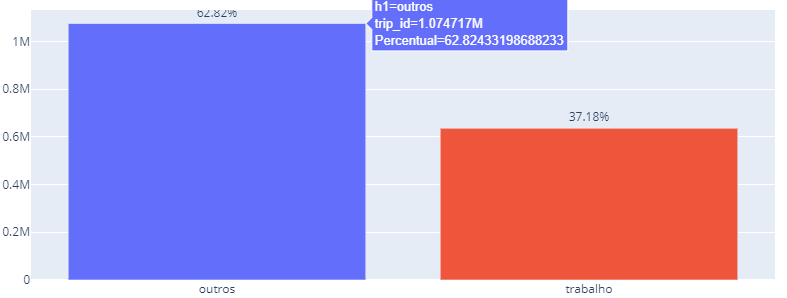 h1=outros
trip_id=1.074717M
Percentual=62.82433198688233
62.82%
1M
0.8M
37.18%
0.6M
0.4M
0.2M
0
outros
trabalho